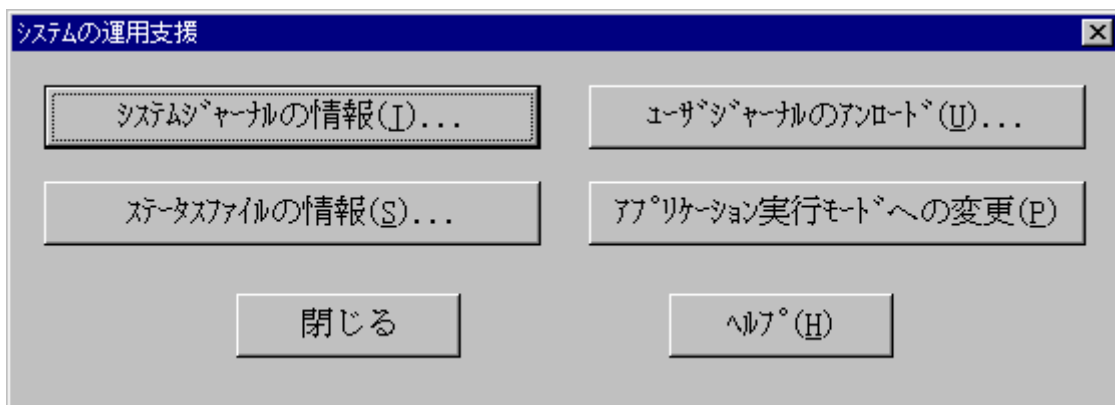 システムの運用支援
ｼｽﾃﾑｼﾞｬｰﾅﾙの情報(I)...
ﾕｰｻﾞｼﾞｬｰﾅﾙのｱﾝﾛｰﾄﾞ(U)...
ｽﾃｰﾀｽﾌｧｲﾙの情報(S)...
ｱﾌﾟﾘｹｰｼｮﾝ実行ﾓｰﾄﾞへの変更(P)
閉じる
ﾍﾙﾌﾟ(H)